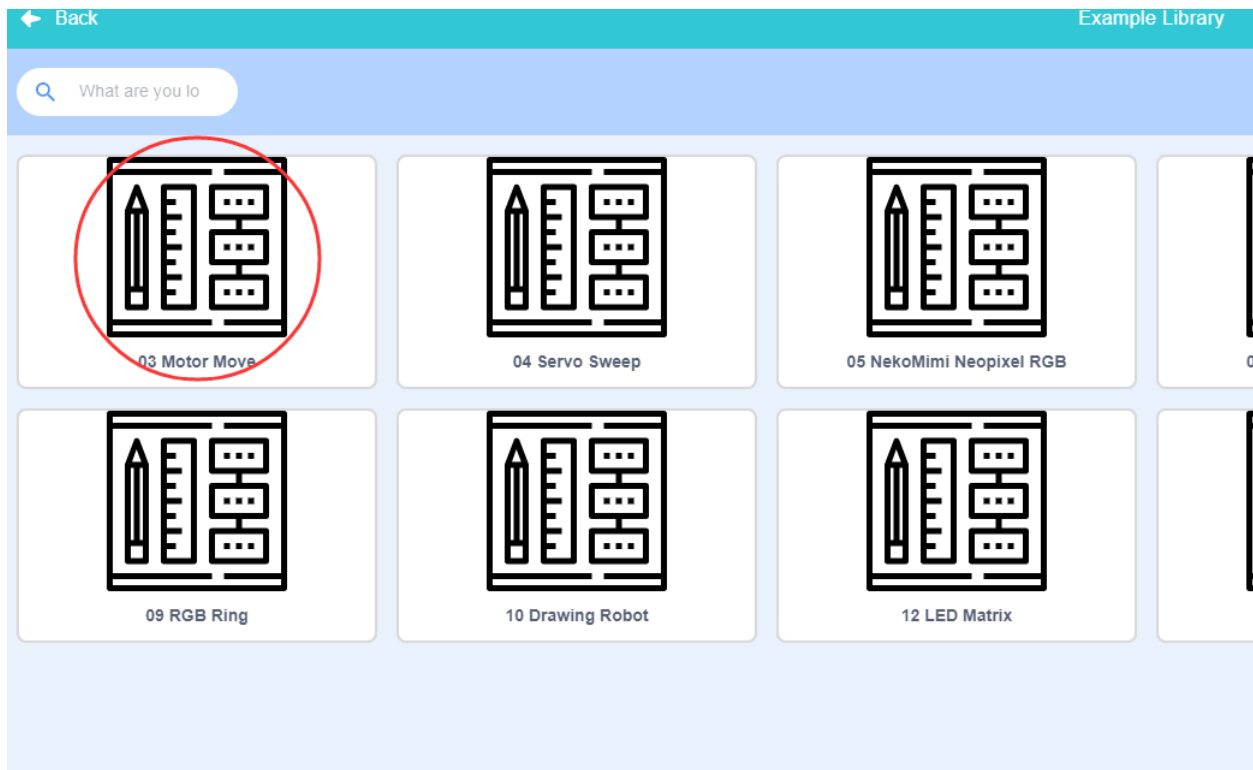 Back
Example Library
What are you lo
03 Motor Move
04 Servo Sweep
05 NekoMimi Neopixel RGB
09 RGB Ring
10 Drawing Robot
12 LED Matrix